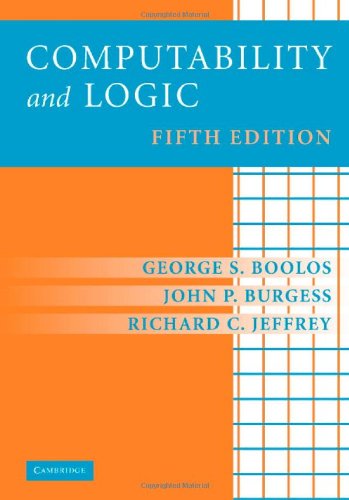 COMPUTABILITY
and LOGIC
FIFTH EDITION
GEORGE S. BOOLOS
JOHN P. BURGESS
RICHARD C. JEFFREY
CAMBRIDGE